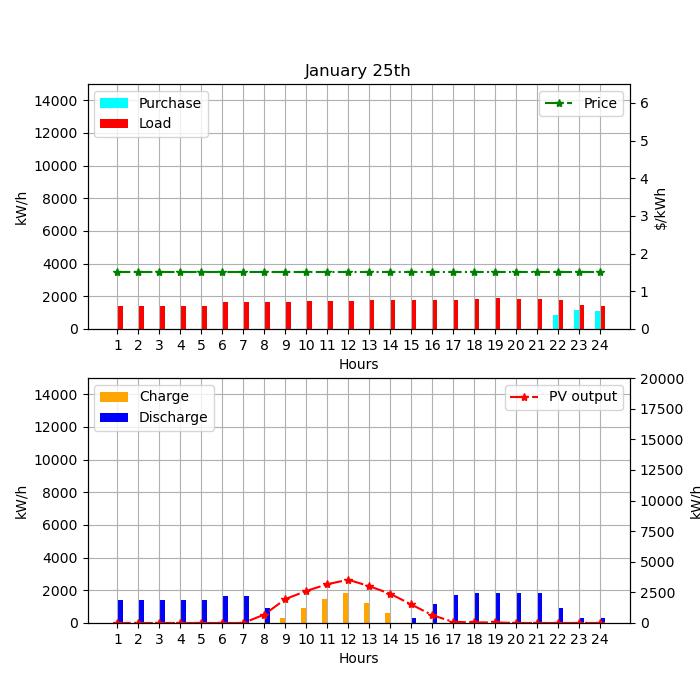 January 25th
Purchase
Load
Price
14000
12000
10000
8000
6000
4000
2000
0
kW/h
6
5
4
3
2
1
0
$/kWh
1 2 3 4 5 6 7 8 9 10 11 12 13 14 15 16 17 18 19 20 21 22 23 24
Hours
Charge
Discharge
PV output
14000
12000
10000
8000
6000
4000
2000
0
kW/h
20000
17500
15000
12500
10000
7500
5000
2500
0
kW/h
1 2 3 4 5 6 7 8 9 10 11 12 13 14 15 16 17 18 19 20 21 22 23 24
Hours